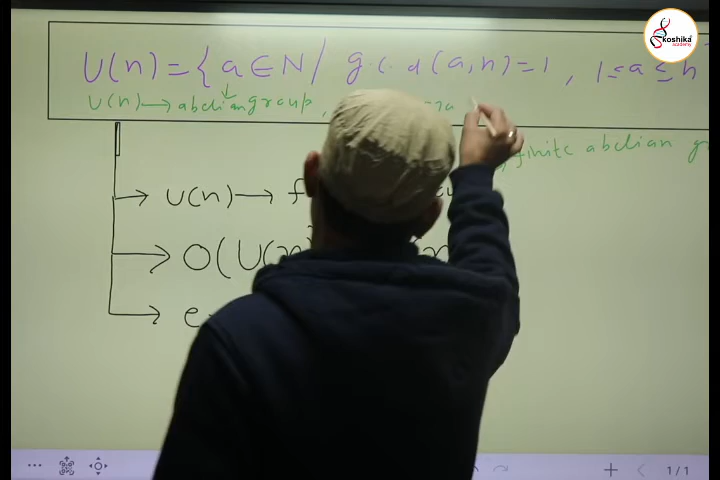 koshika
academy
U(n) = { a ∈ N / g.c.d(a,n) = 1 , 1 ≤ a ≤ n
U(n) → abelian group ,
finite abelian
→ U(n) → f
→ O(U(n)
→ e
1/1